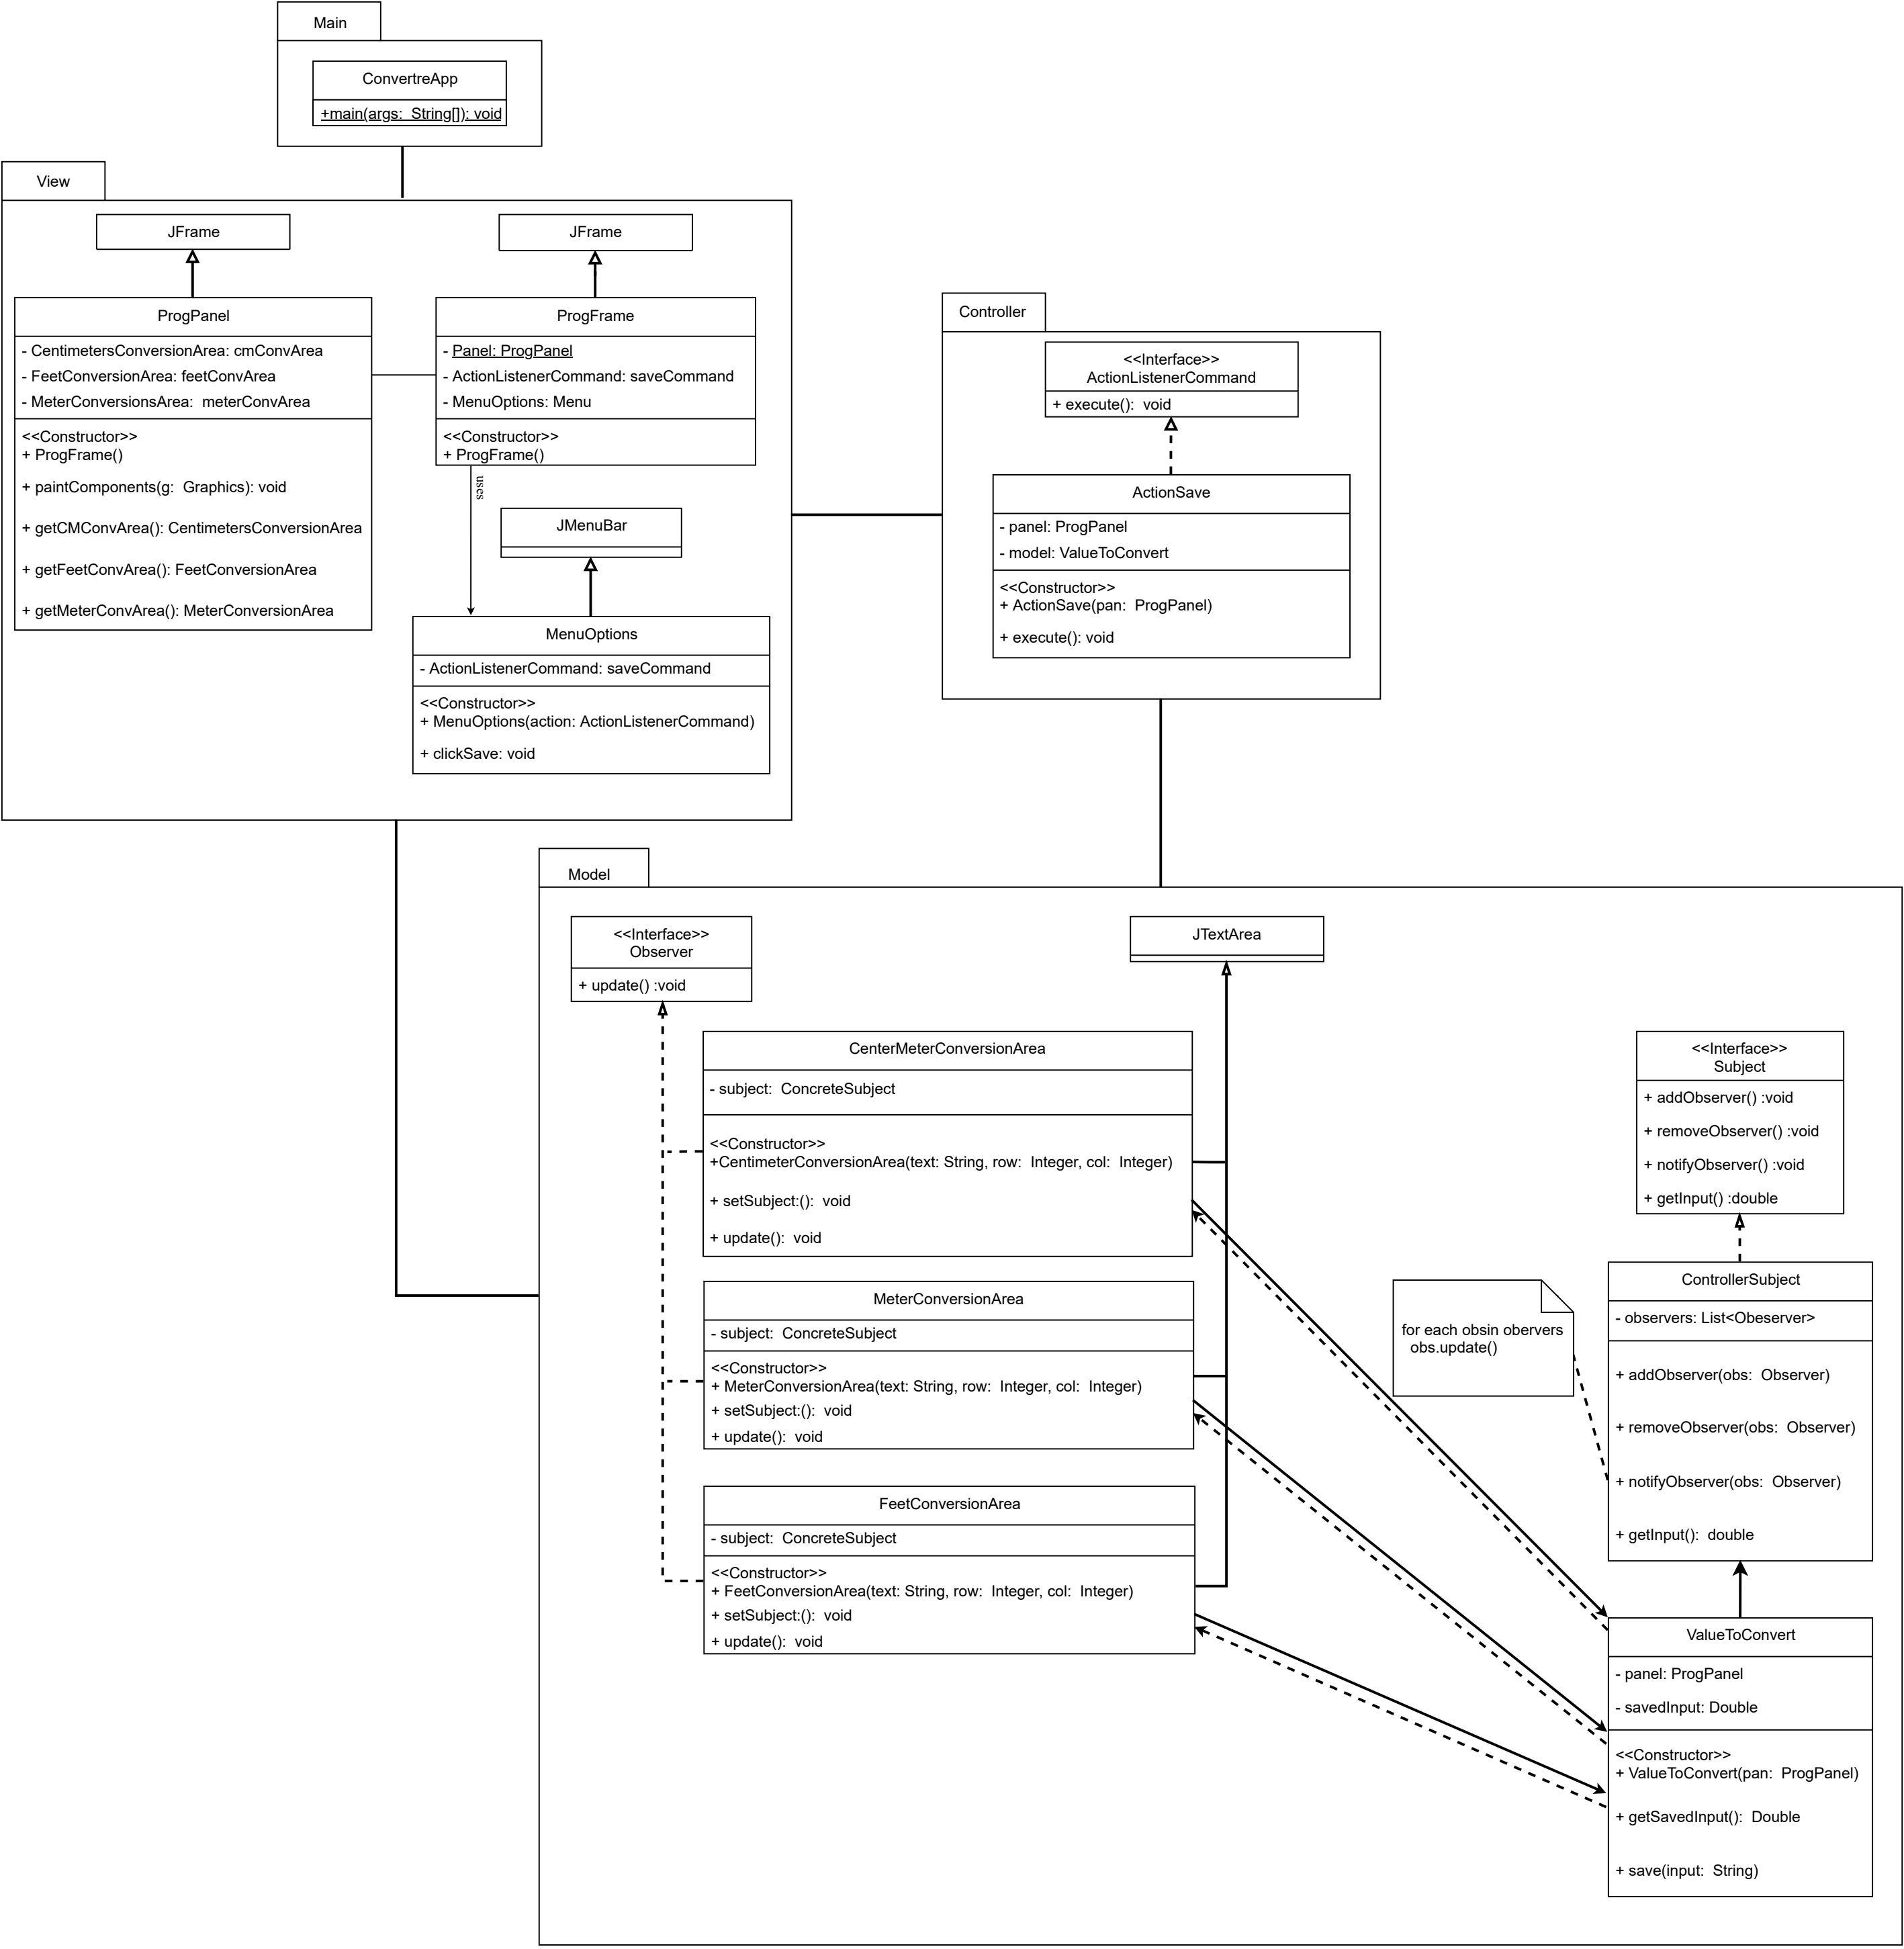 Main
ConvertreApp
+main(args:  String[]): void
View
JFrame
JFrame
ProgPanel
- CentimetersConversionArea: cmConvArea
- FeetConversionArea: feetConvArea
- MeterConversionsArea:  meterConvArea
<<Constructor>>
+ ProgFrame()
+ paintComponents(g:  Graphics): void
+ getCMConvArea(): CentimetersConversionArea
+ getFeetConvArea(): FeetConversionArea
+ getMeterConvArea(): MeterConversionArea
ProgFrame
- Panel: ProgPanel
- ActionListenerCommand: saveCommand
- MenuOptions: Menu
<<Constructor>>
+ ProgFrame()
uses
JMenuBar
MenuOptions
- ActionListenerCommand: saveCommand
<<Constructor>>
+ MenuOptions(action: ActionListenerCommand)
+ clickSave: void
Controller
<<Interface>>
ActionListenerCommand
+ execute():  void
ActionSave
- panel: ProgPanel
- model: ValueToConvert
<<Constructor>>
+ ActionSave(pan:  ProgPanel)
+ execute(): void
Model
<<Interface>>
Observer
+ update() :void
JTextArea
CenterMeterConversionArea
- subject:  ConcreteSubject
<<Constructor>>
+CentimeterConversionArea(text: String, row:  Integer, col:  Integer)
+ setSubject:():  void
+ update():  void
MeterConversionArea
- subject:  ConcreteSubject
<<Constructor>>
+ MeterConversionArea(text: String, row:  Integer, col:  Integer)
+ setSubject:():  void
+ update():  void
FeetConversionArea
- subject:  ConcreteSubject
<<Constructor>>
+ FeetConversionArea(text: String, row:  Integer, col:  Integer)
+ setSubject:():  void
+ update():  void
<<Interface>>
Subject
+ addObserver() :void
+ removeObserver() :void
+ notifyObserver() :void
+ getInput() :double
for each obsin obervers
obs.update()
ControllerSubject
- observers: List<Obeserver>
+ addObserver(obs:  Observer)
+ removeObserver(obs:  Observer)
+ notifyObserver(obs:  Observer)
+ getInput():  double
ValueToConvert
- panel: ProgPanel
- savedInput: Double
<<Constructor>>
+ ValueToConvert(pan:  ProgPanel)
+ getSavedInput():  Double
+ save(input:  String)